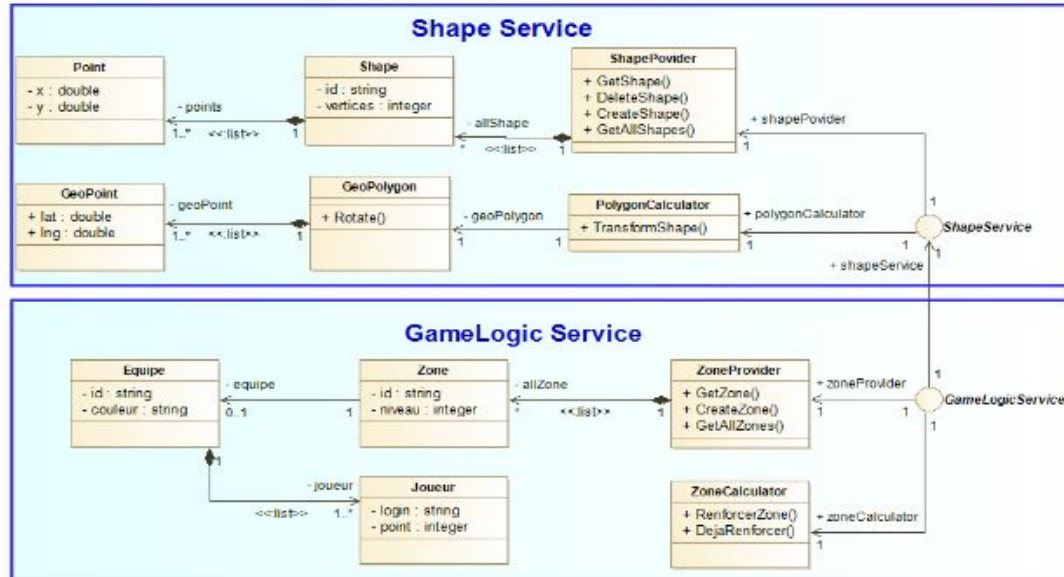 Shape Service
Point
- x : double
- y : double
- points
1..*
<<:list>>
1
Shape
- id : string
- vertices : integer
- allShape
*
<<:list>>
1
ShapePovider
+ GetShape()
+ DeleteShape()
+ CreateShape()
+ GetAllShapes()
+ shapePovider
1
1
GeoPoint
+ lat : double
+ lng : double
- geoPoint
1..*
<<:list>>
1
GeoPolygon
+ Rotate()
- geoPolygon
1
1
PolygonCalculator
+ TransformShape()
+ polygonCalculator
1
1
ShapeService
1
+ shapeService
GameLogic Service
Equipe
- id : string
- couleur : string
- equipe
0..1
1
Zone
- id : string
- niveau : integer
- allZone
*
<<:list>>
1
ZoneProvider
+ GetZone()
+ CreateZone()
+ GetAllZones()
+ zoneProvider
1
1
1
GameLogicService
1
1
- joueur
<<:list>>
1..*
Joueur
- login : string
- point : integer
ZoneCalculator
+ RenforcerZone()
+ DejaRenforcer()
+ zoneCalculator
1